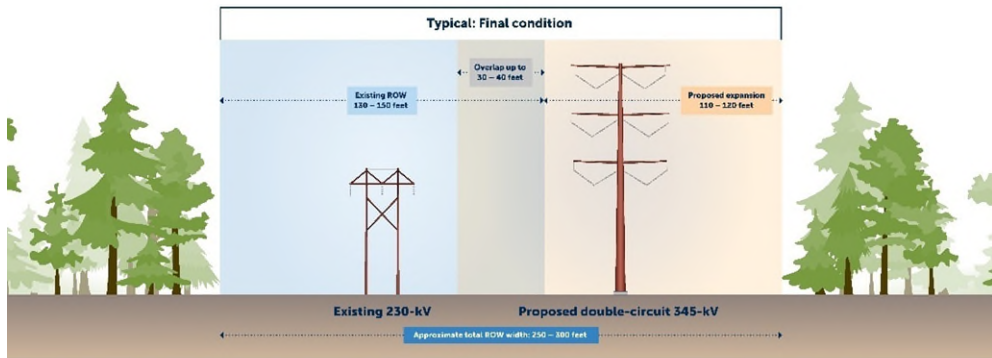 Typical: Final condition
Overlap up to
30 – 40 feet
Existing ROW
130 – 150 feet
Proposed expansion
110 – 120 feet
Existing 230-kV
Proposed double-circuit 345-kV
Approximate total ROW width: 250 – 300 feet